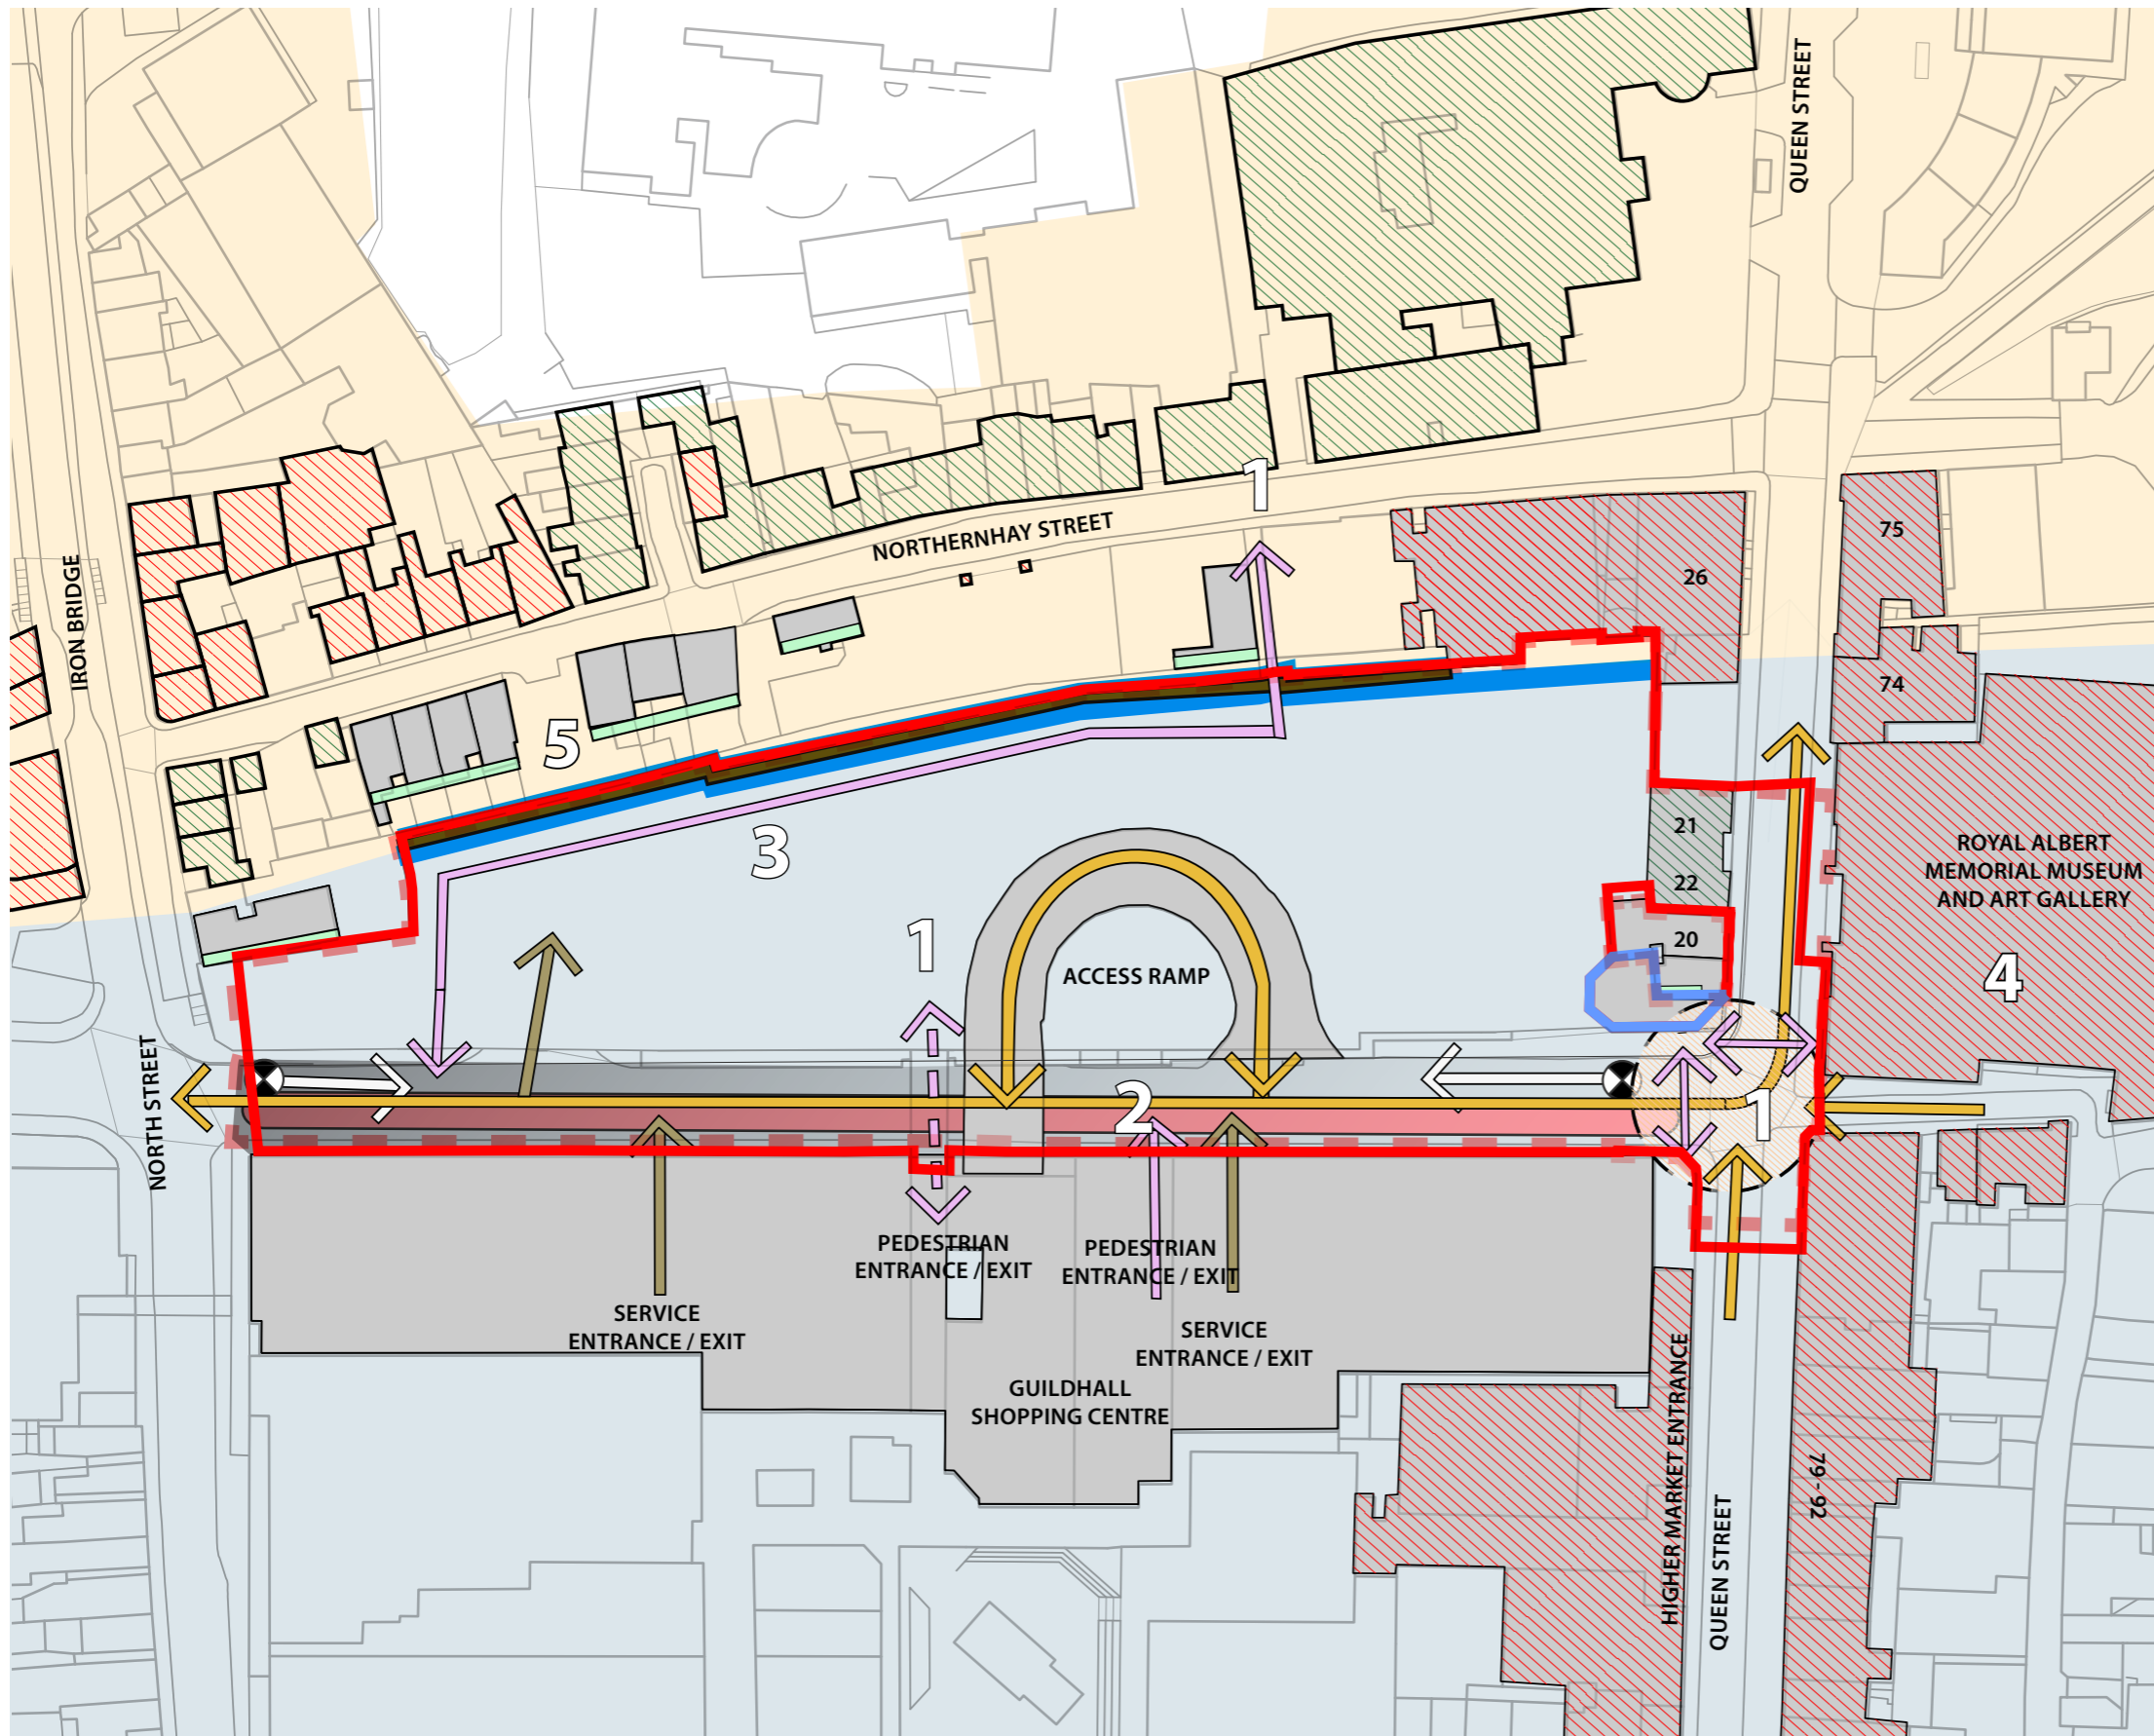 QUEEN STREET
1
NORTHERNHAY STREET
75
26
IRON BRIDGE
74
5
21
3
ROYAL ALBERT
MEMORIAL MUSEUM
AND ART GALLERY
22
1
20
ACCESS RAMP
4
NORTH STREET
2
1
PEDESTRIAN
ENTRANCE / EXIT
PEDESTRIAN
ENTRANCE / EXIT
SERVICE
ENTRANCE / EXIT
SERVICE
ENTRANCE / EXIT
GUILDHALL
SHOPPING CENTRE
HIGHER MARKET ENTRANCE
QUEEN STREET
79 - 92